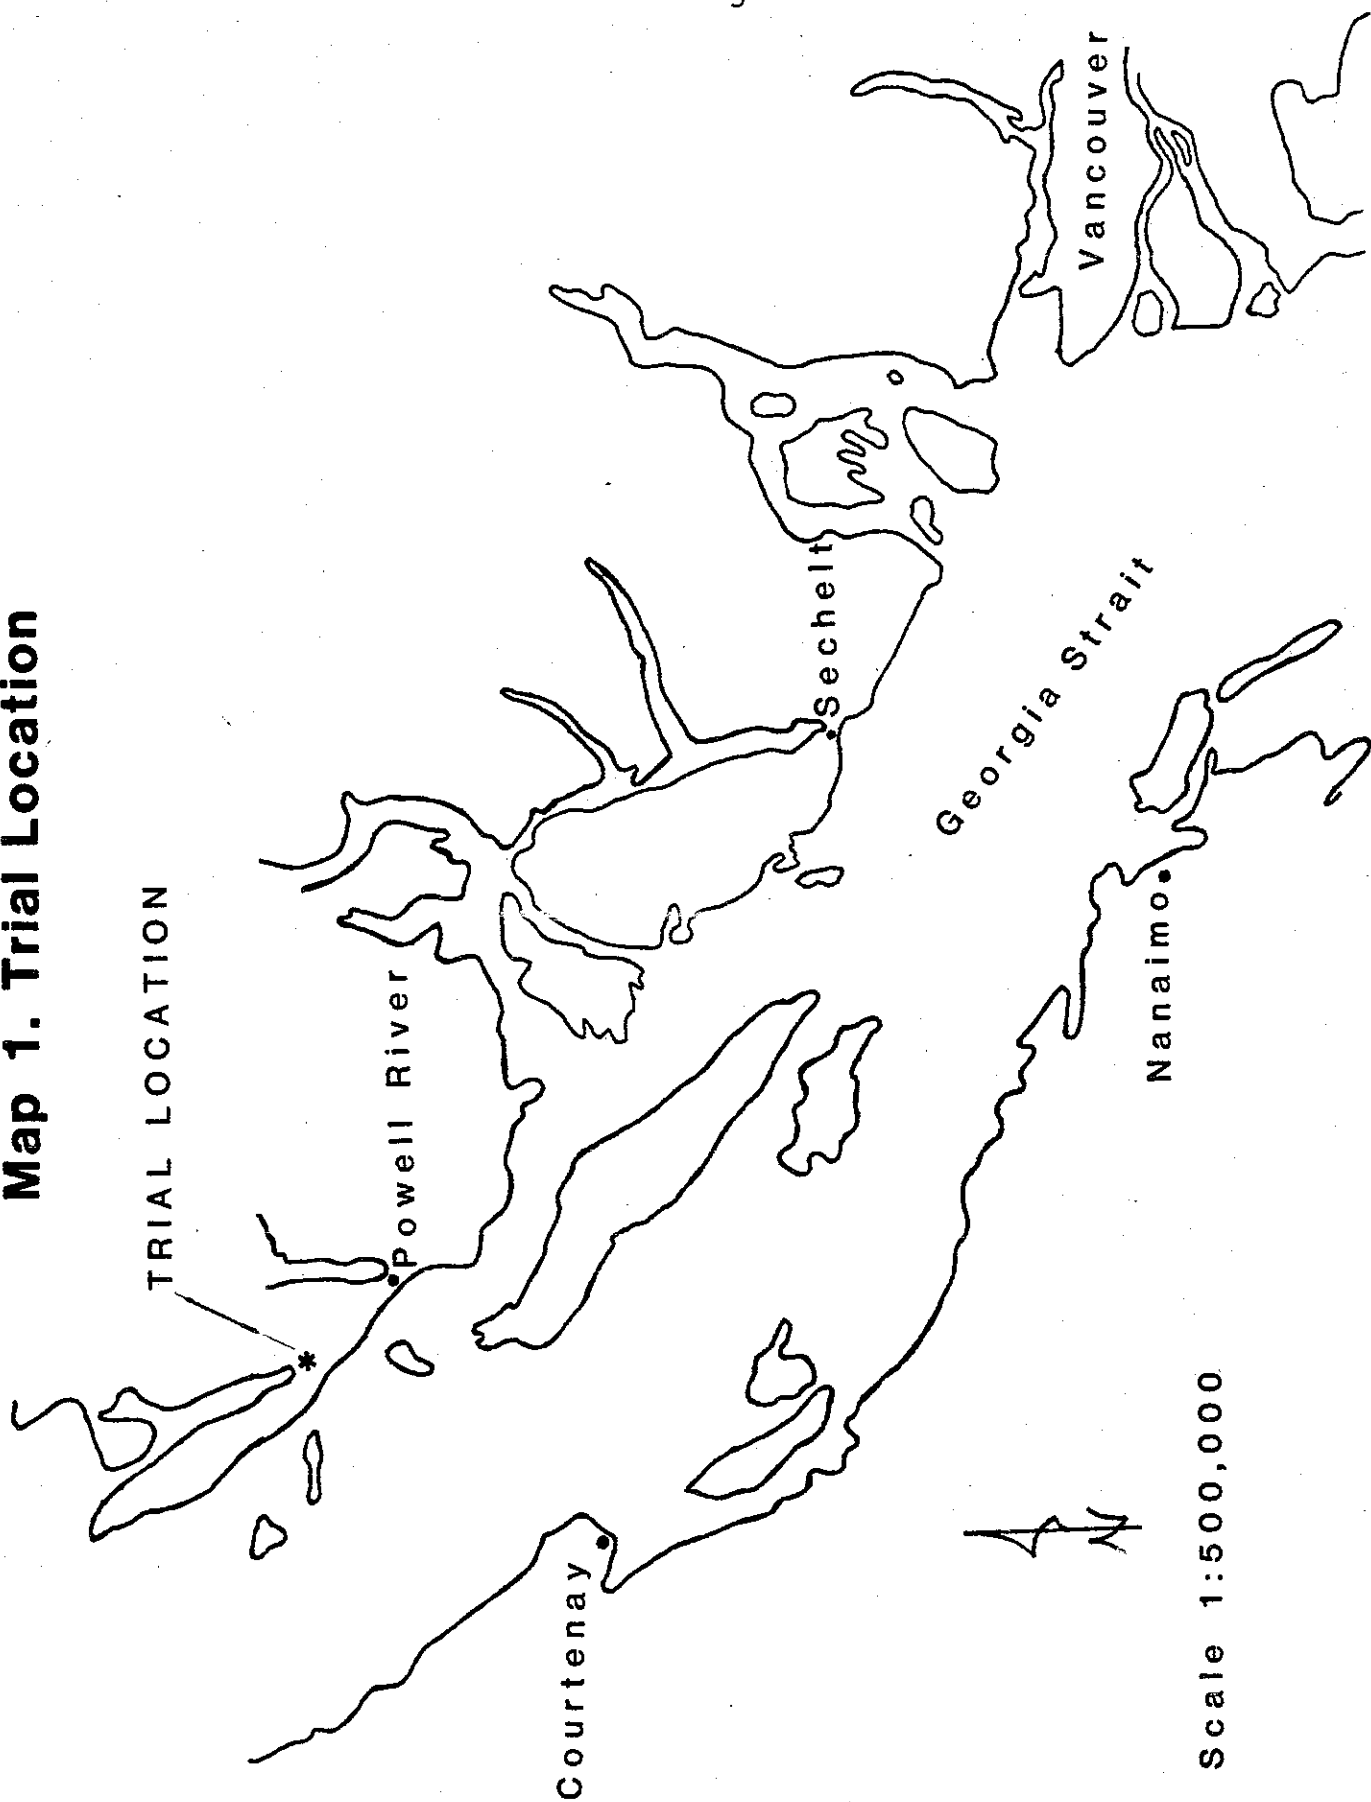 Map 1. Trial Location
TRIAL LOCATION
Powell River
Sechelt
Vancouver
Georgia Strait
Courtenay
Nanaimo
Scale 1:500,000